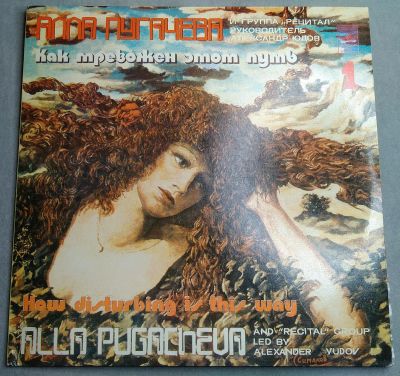 АЛЛА ПУГАЧЕВА
И ГРУППА „РЕЦИТАЛ"
РУКОВОДИТЕЛЬ
АЛЕКСАНДР ЮДОВ
Как тревожен этот путь
1
How disturbing is this way
ALLA PUGACHEVA
AND "RECITAL" GROUP
LED BY
ALEXANDER YUDOV